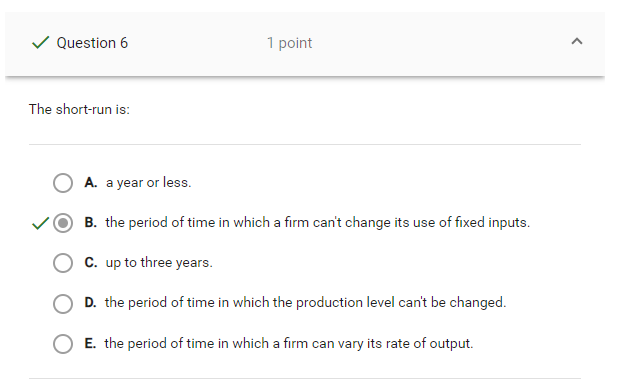 Question 6 1 point
The short-run is:
A. a year or less.
B. the period of time in which a firm can't change its use of fixed inputs.
C. up to three years.
D. the period of time in which the production level can't be changed.
E. the period of time in which a firm can vary its rate of output.